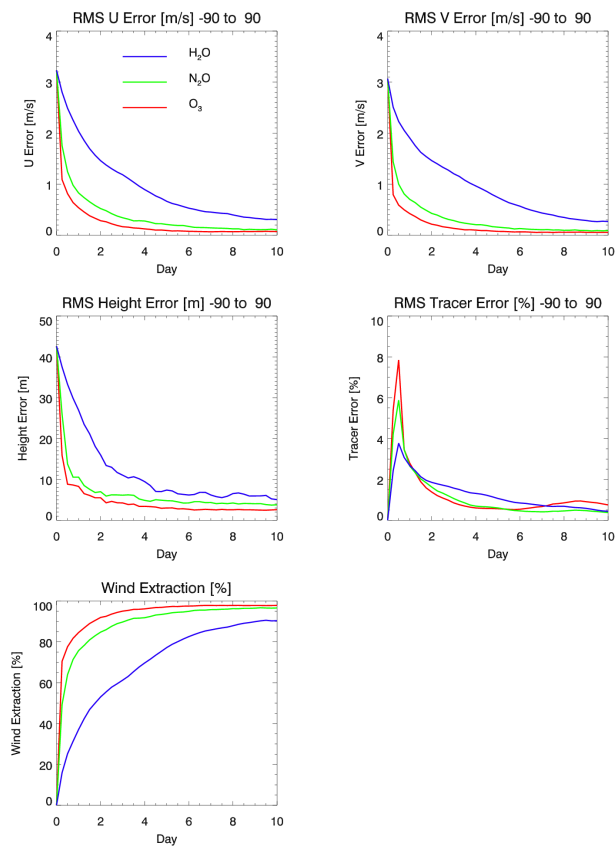 RMS U Error [m/s] -90 to 90
4
3
2
1
0
U Error [m/s]
H₂O
N₂O
O₃
0 2 4 6 8 10
Day
RMS V Error [m/s] -90 to 90
4
3
2
1
0
V Error [m/s]
0 2 4 6 8 10
Day
RMS Height Error [m] -90 to 90
50
40
30
20
10
0
Height Error [m]
0 2 4 6 8 10
Day
RMS Tracer Error [%] -90 to 90
10
8
6
4
2
0
Tracer Error [%]
0 2 4 6 8 10
Day
Wind Extraction [%]
100
80
60
40
20
0
Wind Extraction [%]
0 2 4 6 8 10
Day